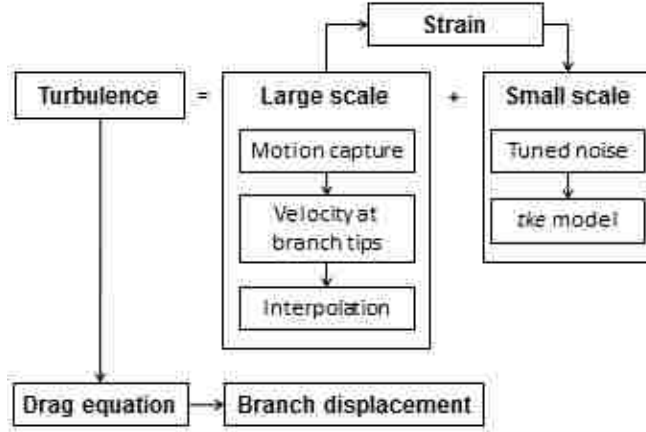 Strain
Turbulence
=
Large scale
+
Small scale
Motion capture
Tuned noise
Velocity at
branch tips
tke model
Interpolation
Drag equation
Branch displacement